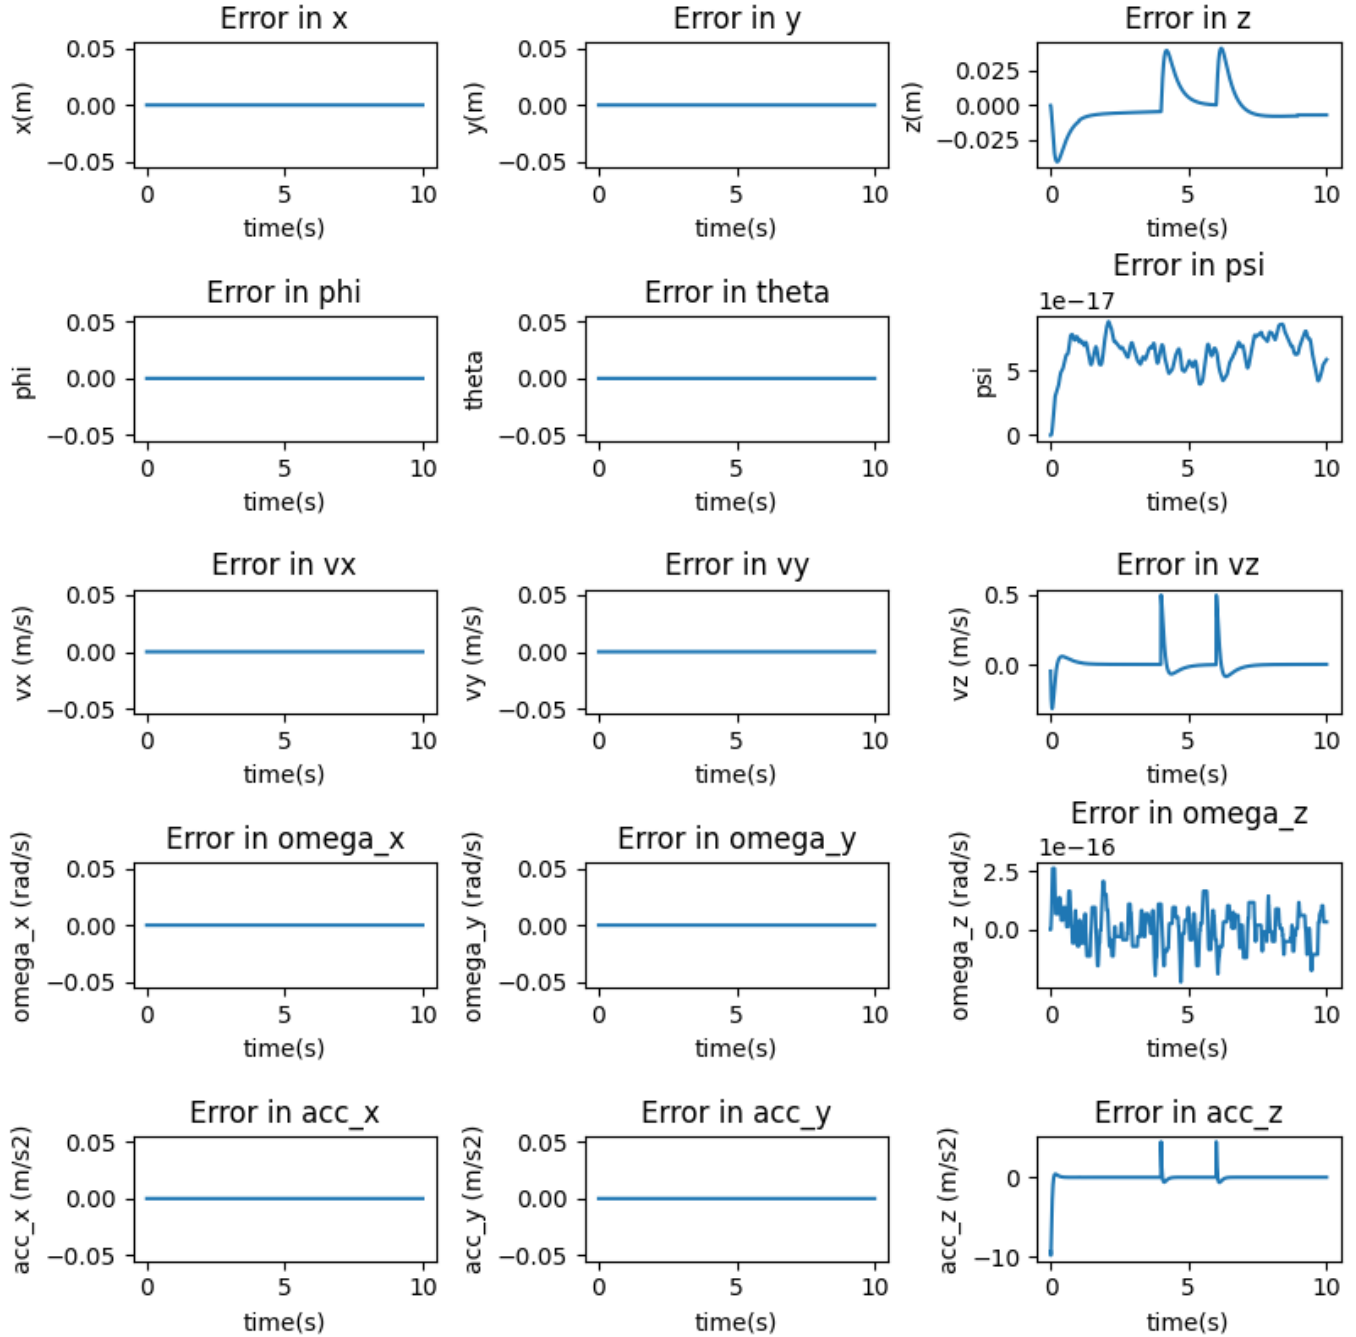 Error in x
Error in y
Error in z
x(m)
0.05
0.00
−0.05
0
5
10
time(s)
y(m)
0.05
0.00
−0.05
0
5
10
time(s)
z(m)
0.025
0.000
−0.025
0
5
10
time(s)
Error in phi
Error in theta
Error in psi
phi
0.05
0.00
−0.05
0
5
10
time(s)
theta
0.05
0.00
−0.05
0
5
10
time(s)
1e−17
psi
5
0
0
5
10
time(s)
Error in vx
Error in vy
Error in vz
vx (m/s)
0.05
0.00
−0.05
0
5
10
time(s)
vy (m/s)
0.05
0.00
−0.05
0
5
10
time(s)
vz (m/s)
0.5
0.0
0
5
10
time(s)
Error in omega_x
Error in omega_y
Error in omega_z
omega_x (rad/s)
0.05
0.00
−0.05
0
5
10
time(s)
omega_y (rad/s)
0.05
0.00
−0.05
0
5
10
time(s)
1e−16
omega_z (rad/s)
2.5
0.0
0
5
10
time(s)
Error in acc_x
Error in acc_y
Error in acc_z
acc_x (m/s2)
0.05
0.00
−0.05
0
5
10
time(s)
acc_y (m/s2)
0.05
0.00
−0.05
0
5
10
time(s)
acc_z (m/s2)
0
−10
0
5
10
time(s)